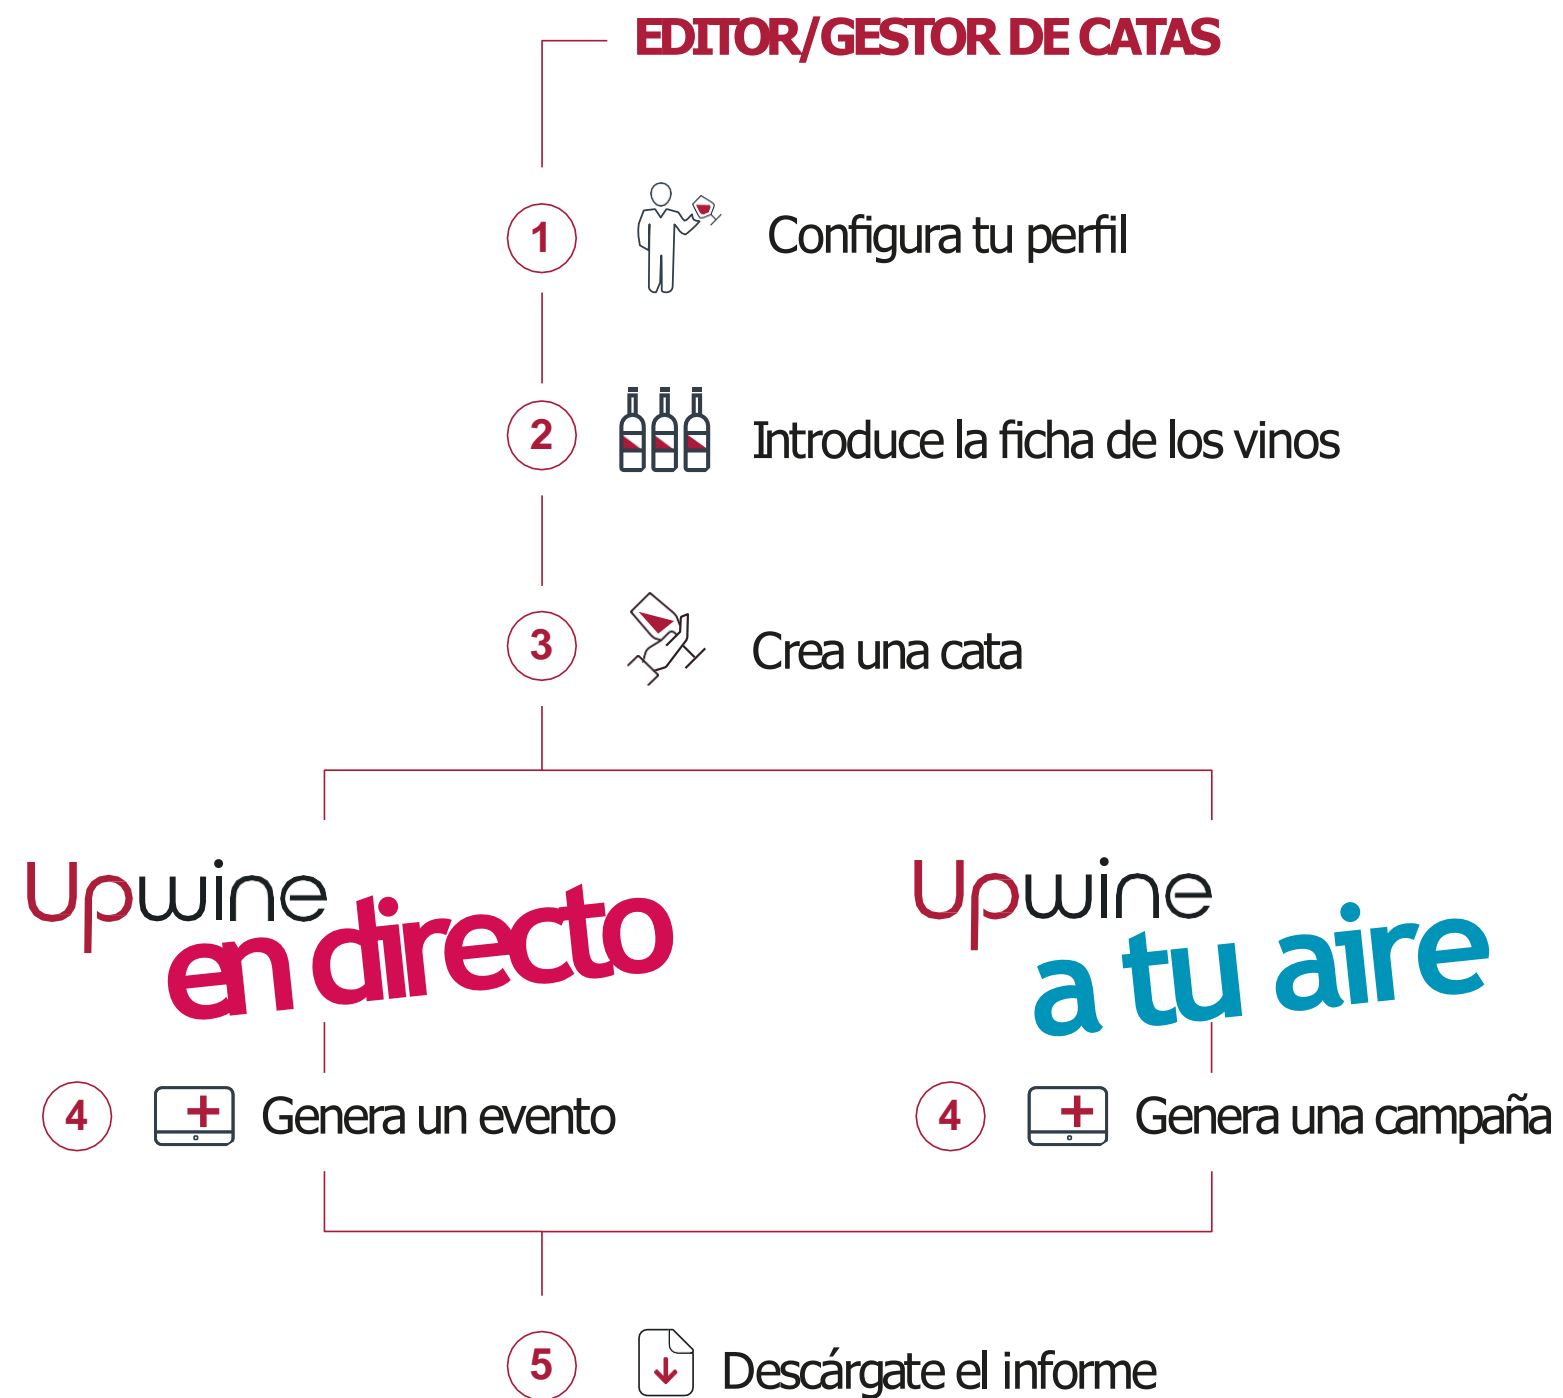 EDITOR/GESTOR DE CATAS
1 Configura tu perfil
2 Introduce la ficha de los vinos
3 Crea una cata
Upwine
en directo
Upwine
a tu aire
4 Genera un evento
4 Genera una campaña
5 Descárgate el informe